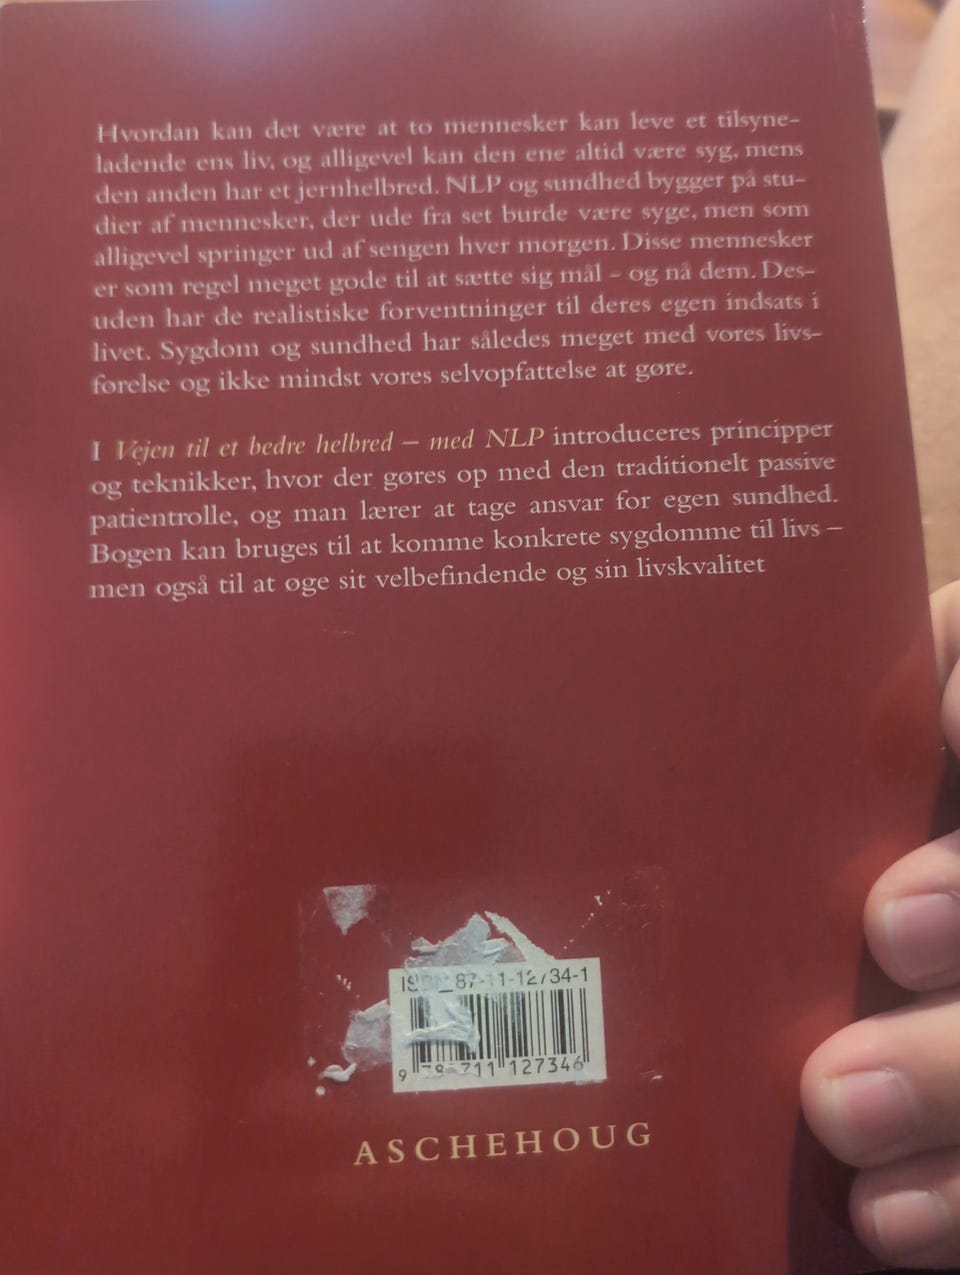 Hvordan kan det være at to mennesker kan leve et tilsyne-
ladende ens liv, og alligevel kan den ene altid være syg, mens
den anden har et jernhelbred. NLP og sundhed bygger på stu-
dier af mennesker, der ude fra set burde være syge, men som
alligevel springer ud af sengen hver morgen. Disse mennesker
er som regel meget gode til at sætte sig mål – og nå dem. Des-
uden har de realistiske forventninger til deres egen indsats i
livet. Sygdom og sundhed har således meget med vores livs-
førelse og ikke mindst vores selvopfattelse at gøre.
I Vejen til et bedre helbred – med NLP introduceres principper
og teknikker, hvor der gøres op med den traditionelt passive
patientrolle, og man lærer at tage ansvar for egen sundhed.
Bogen kan bruges til at komme konkrete sygdomme til livs –
men også til at øge sit velbefindende og sin livskvalitet
87-11-12734-1
127346
ASCHEHOUG